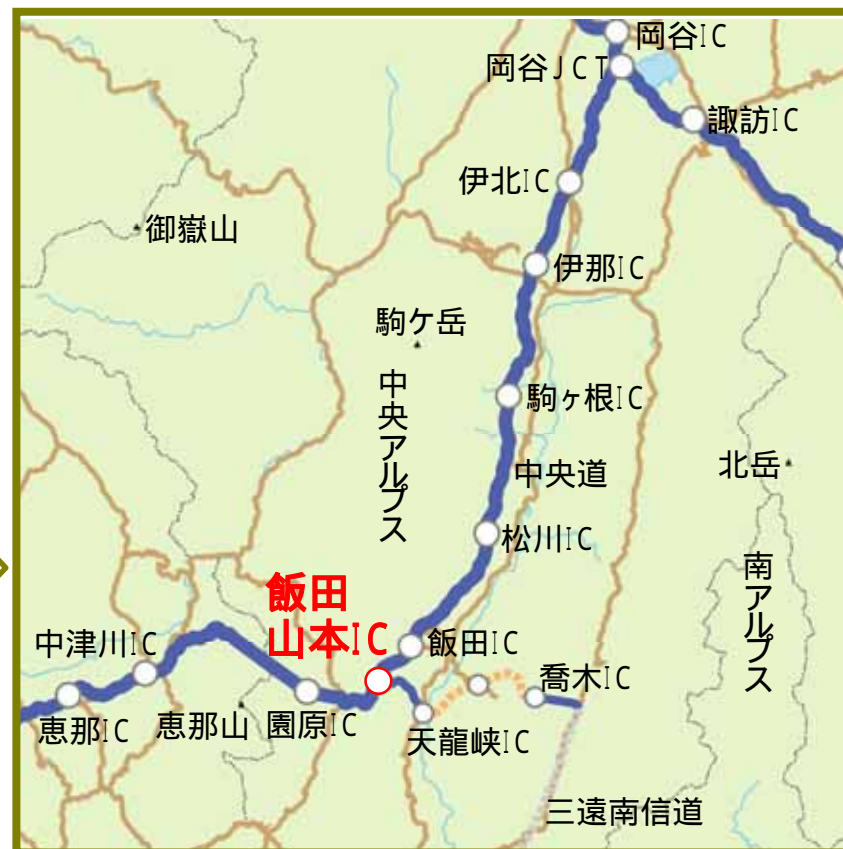 岡谷IC
岡谷JCT
諏訪IC
伊北IC
御嶽山
伊那IC
駒ケ岳
中央アルプス
駒ヶ根IC
中央道
北岳
松川IC
南アルプス
飯田
山本IC
飯田IC
中津川IC
喬木IC
恵那IC
恵那山
園原IC
天龍峡IC
三遠南信道